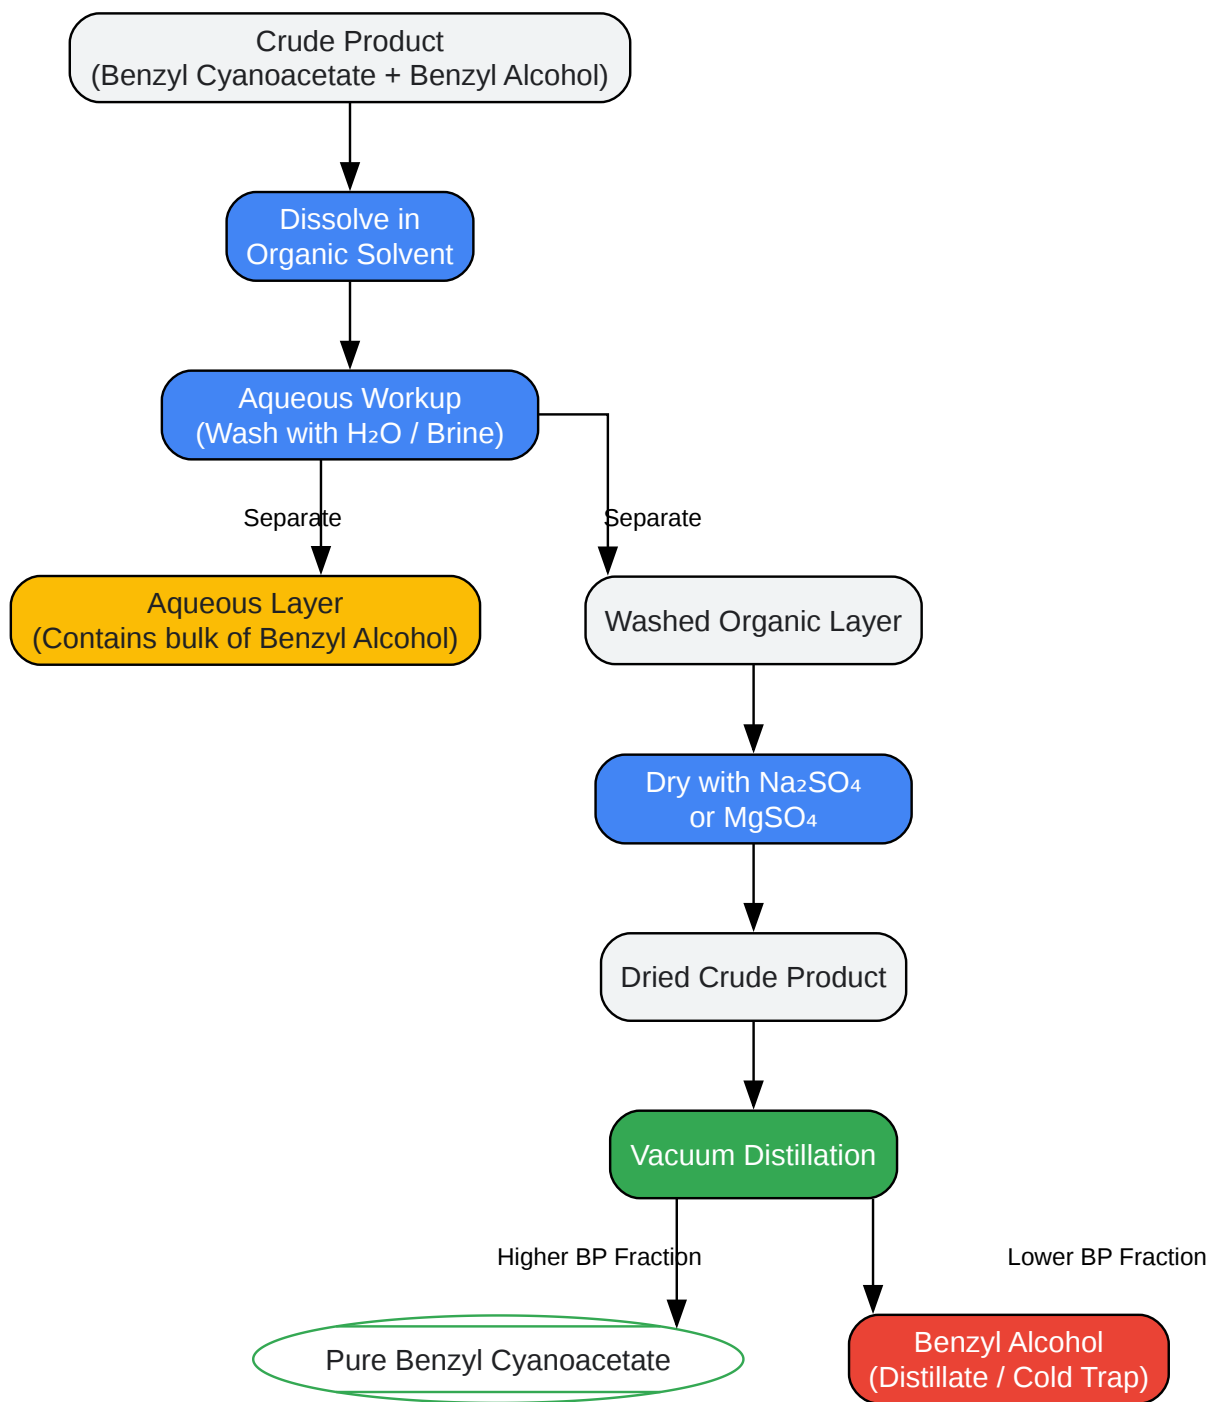 Crude Product
(Benzyl Cyanoacetate + Benzyl Alcohol)
Dissolve in
Organic Solvent
Aqueous Workup
(Wash with H₂O / Brine)
Separate
Separate
Aqueous Layer
(Contains bulk of Benzyl Alcohol)
Washed Organic Layer
Dry with Na₂SO₄
or MgSO₄
Dried Crude Product
Vacuum Distillation
Higher BP Fraction
Lower BP Fraction
Pure Benzyl Cyanoacetate
Benzyl Alcohol
(Distillate / Cold Trap)